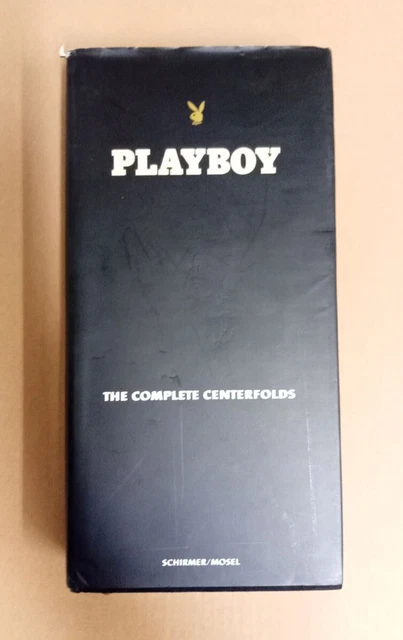 PLAYBOY
THE COMPLETE CENTERFOLDS
SCHIRMER/MOSEL